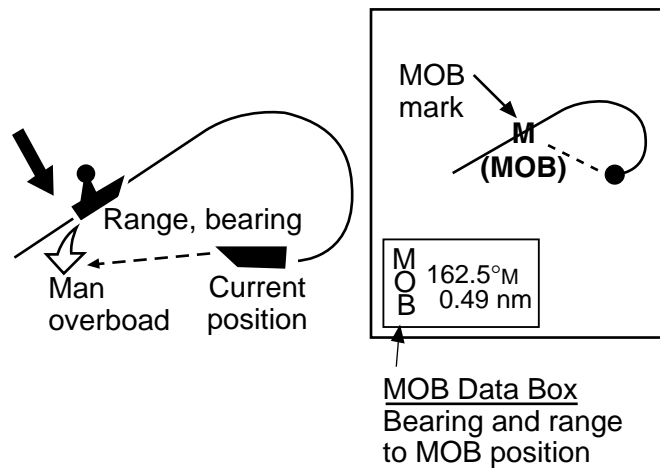 Range, bearing
Man
overboad
Current
position
MOB
mark
M
(MOB)
M
O
B
162.5°M
0.49 nm
MOB Data Box
Bearing and range
to MOB position